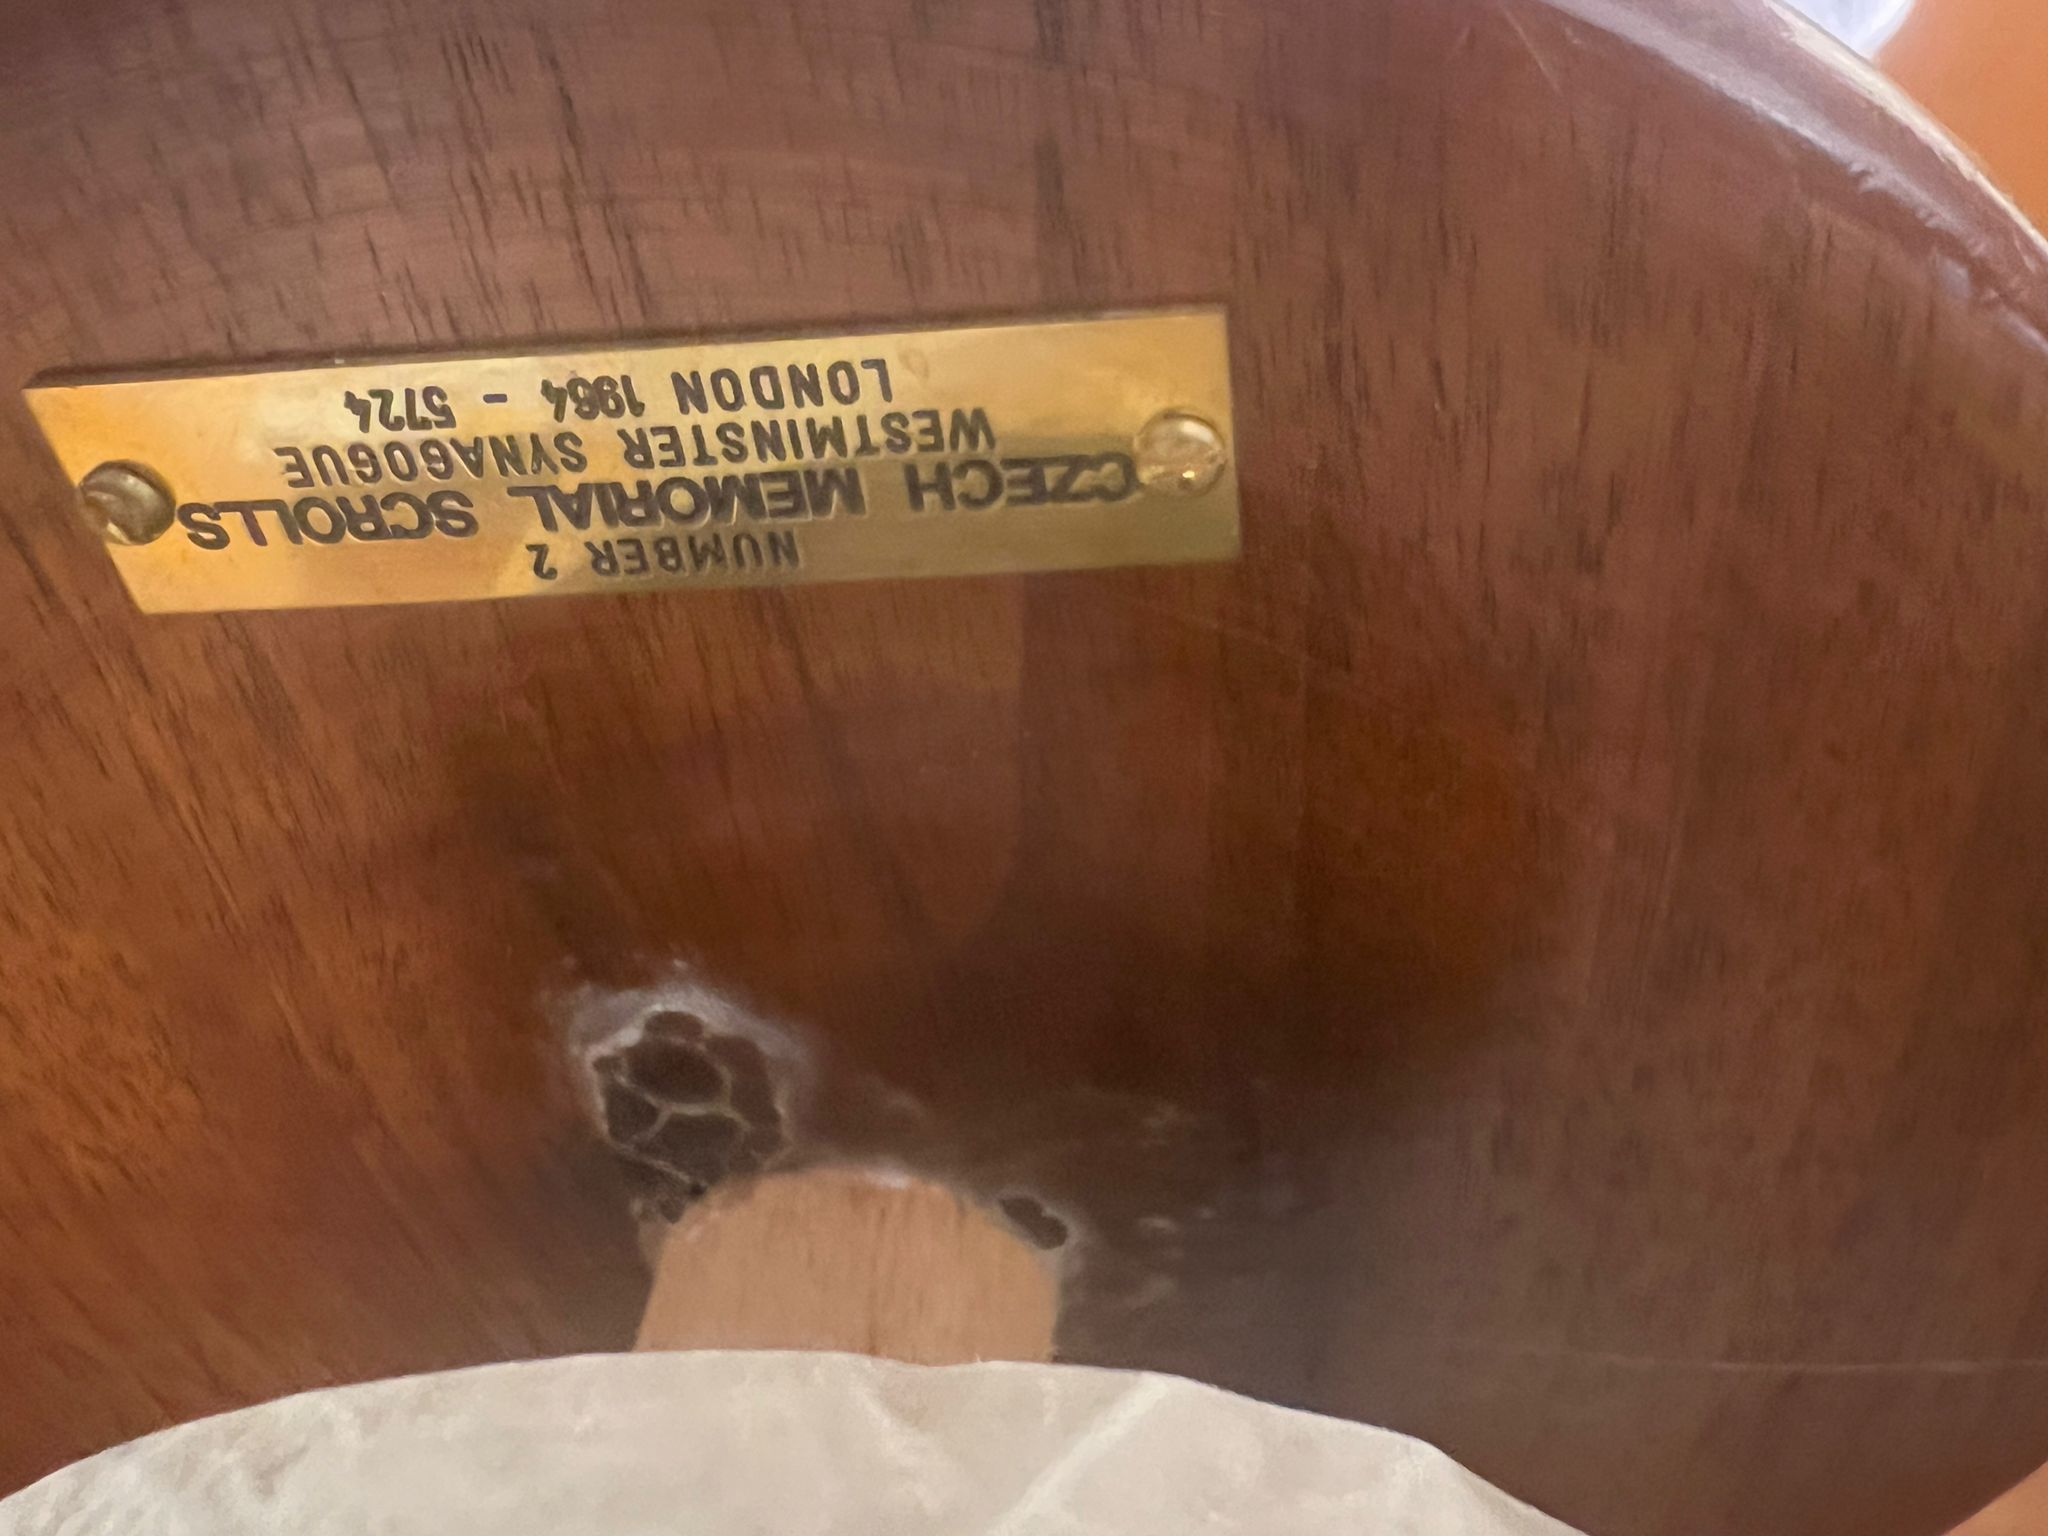 NUMBER 2
CZECH MEMORIAL SCROLLS
WESTMINSTER SYNAGOGUE
LONDON 1964 - 5724